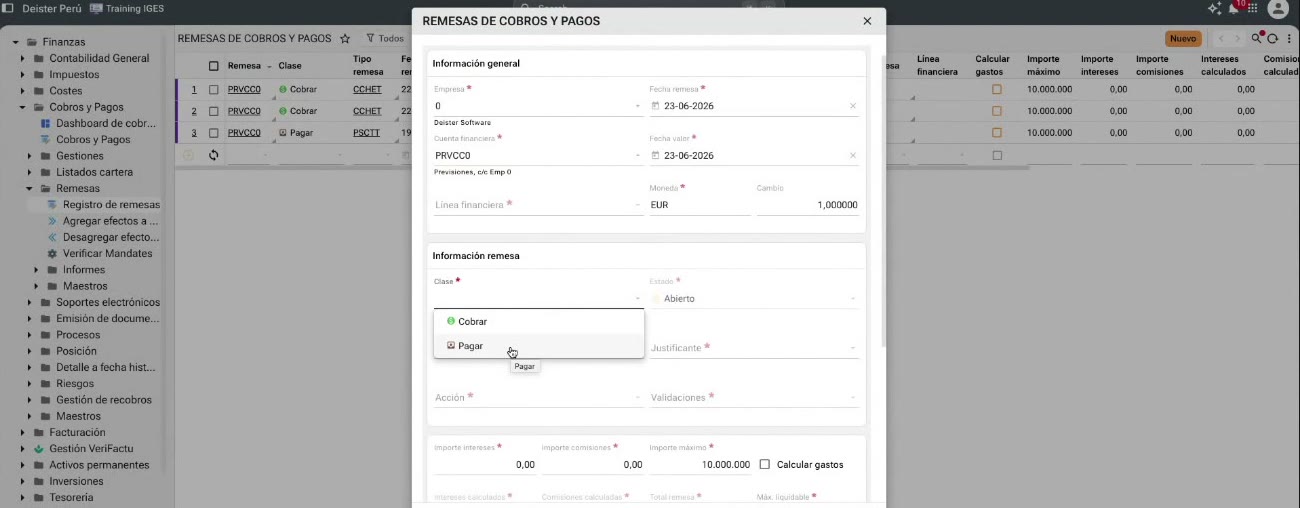 Deister Perú Training IGES
Search
10
Finanzas
Contabilidad General
Impuestos
Costes
Cobros y Pagos
Dashboard de cobr...
Cobros y Pagos
Gestiones
Listados cartera
Remesas
Registro de remesas
Agregar efectos a ...
Desagregar efecto...
Verificar Mandates
Informes
Maestros
Soportes electrónicos
Emisión de docume...
Procesos
Posición
Detalle a fecha hist...
Riesgos
Gestión de recobros
Maestros
Facturación
Gestión VeriFactu
Activos permanentes
Inversiones
Tesorería
REMESAS DE COBROS Y PAGOS Todos
Nuevo
Remesa Clase Tipo remesa Línea financiera Calcular gastos Importe máximo Importe intereses Importe comisiones Intereses calculados
1 PRVCC0 Cobrar CCHET 22 10.000.000 0,00 0,00 0,00
2 PRVCC0 Cobrar CCHET 22 10.000.000 0,00 0,00 0,00
3 PRVCC0 Pagar PSCTT 19 10.000.000 0,00 0,00 0,00
REMESAS DE COBROS Y PAGOS
Información general
Empresa * Fecha remesa *
0 23-06-2026
Deister Software
Cuenta financiera * Fecha valor *
PRVCC0 23-06-2026
Previsiones, c/c Emp 0
Línea financiera * Moneda * Cambio
EUR 1,000000
Información remesa
Clase * Estado *
Abierto
Cobrar
Pagar
Pagar
Justificante *
Acción * Validaciones *
Importe intereses * Importe comisiones * Importe máximo *
0,00 0,00 10.000.000 Calcular gastos
Intereses calculados * Comisiones calculadas * Total remesa * Máx. liquidable *